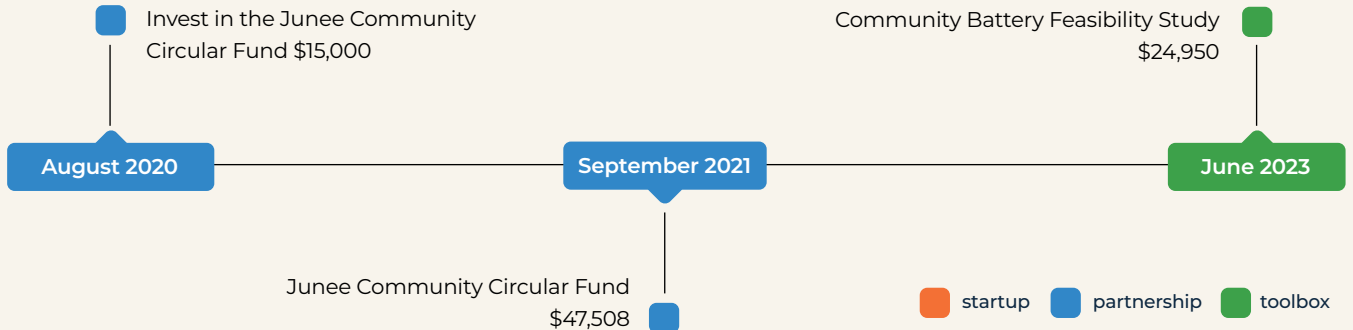 Invest in the Junee Community
Circular Fund $15,000
Community Battery Feasibility Study
$24,950
August 2020
September 2021
June 2023
Junee Community Circular Fund
$47,508
startup
partnership
toolbox